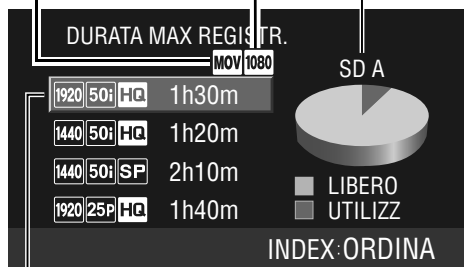 DURATA MAX REGISTR.
MOV 1080
SD A
1920 50i HQ 1h30m
1440 50i HQ 1h20m
1440 50i SP 2h10m
1920 25P HQ 1h40m
LIBERO
UTILIZZ
INDEX:ORDINA